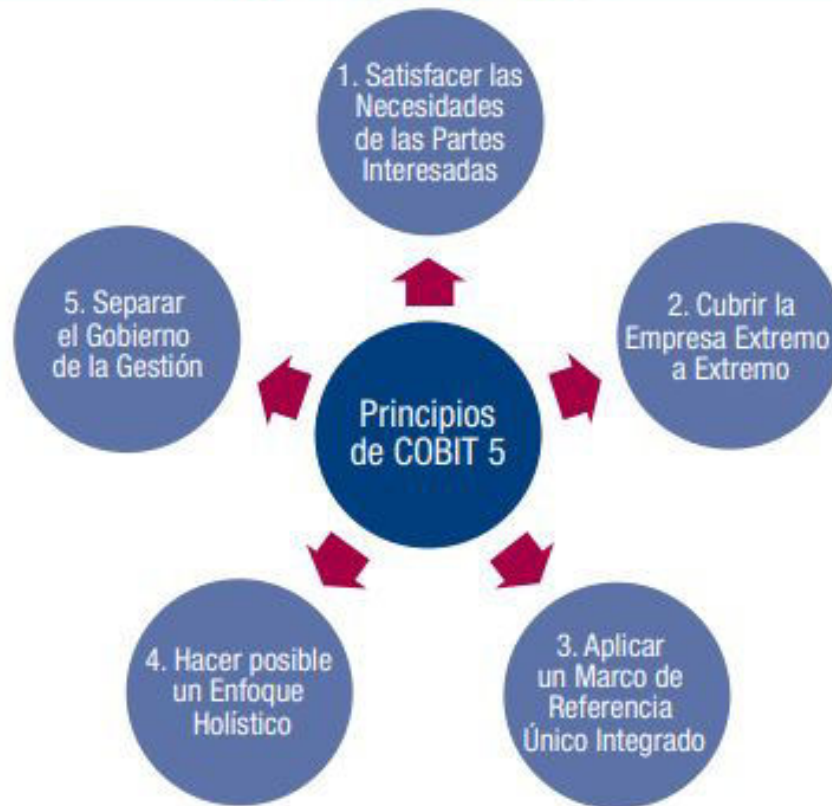 1. Satisfacer las
Necesidades
de las Partes
Interesadas
2. Cubrir la
Empresa Extremo
a Extremo
3. Aplicar
un Marco de
Referencia
Único Integrado
4. Hacer posible
un Enfoque
Holístico
5. Separar
el Gobierno
de la Gestión
Principios
de COBIT 5